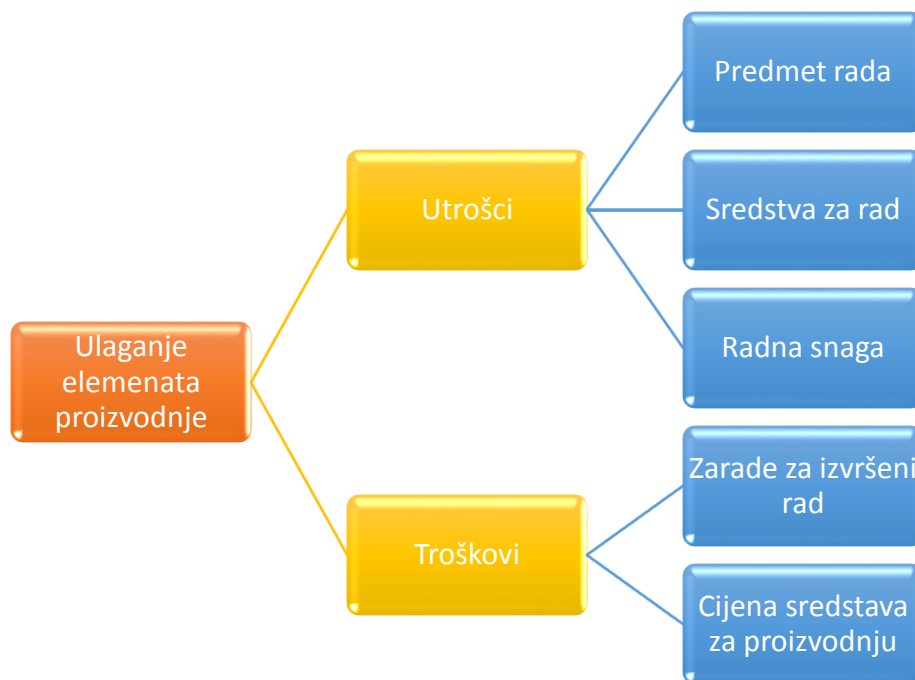 Ulaganje
elemenata
proizvodnje
Utrošci
Predmet rada
Sredstva za rad
Radna snaga
Troškovi
Zarade za izvršeni
rad
Cijena sredstava
za proizvodnju